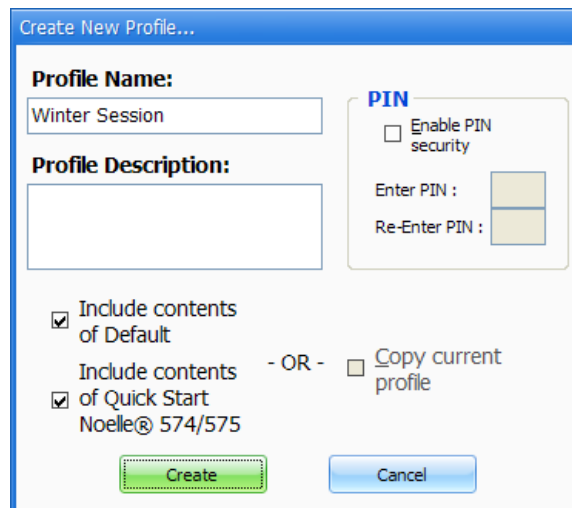 Create New Profile...
Profile Name:
Winter Session
Profile Description:
PIN
Enable PIN
security
Enter PIN :
Re-Enter PIN :
Include contents
of Default
Include contents
of Quick Start
Noelle® 574/575
- OR -
Copy current
profile
Create
Cancel